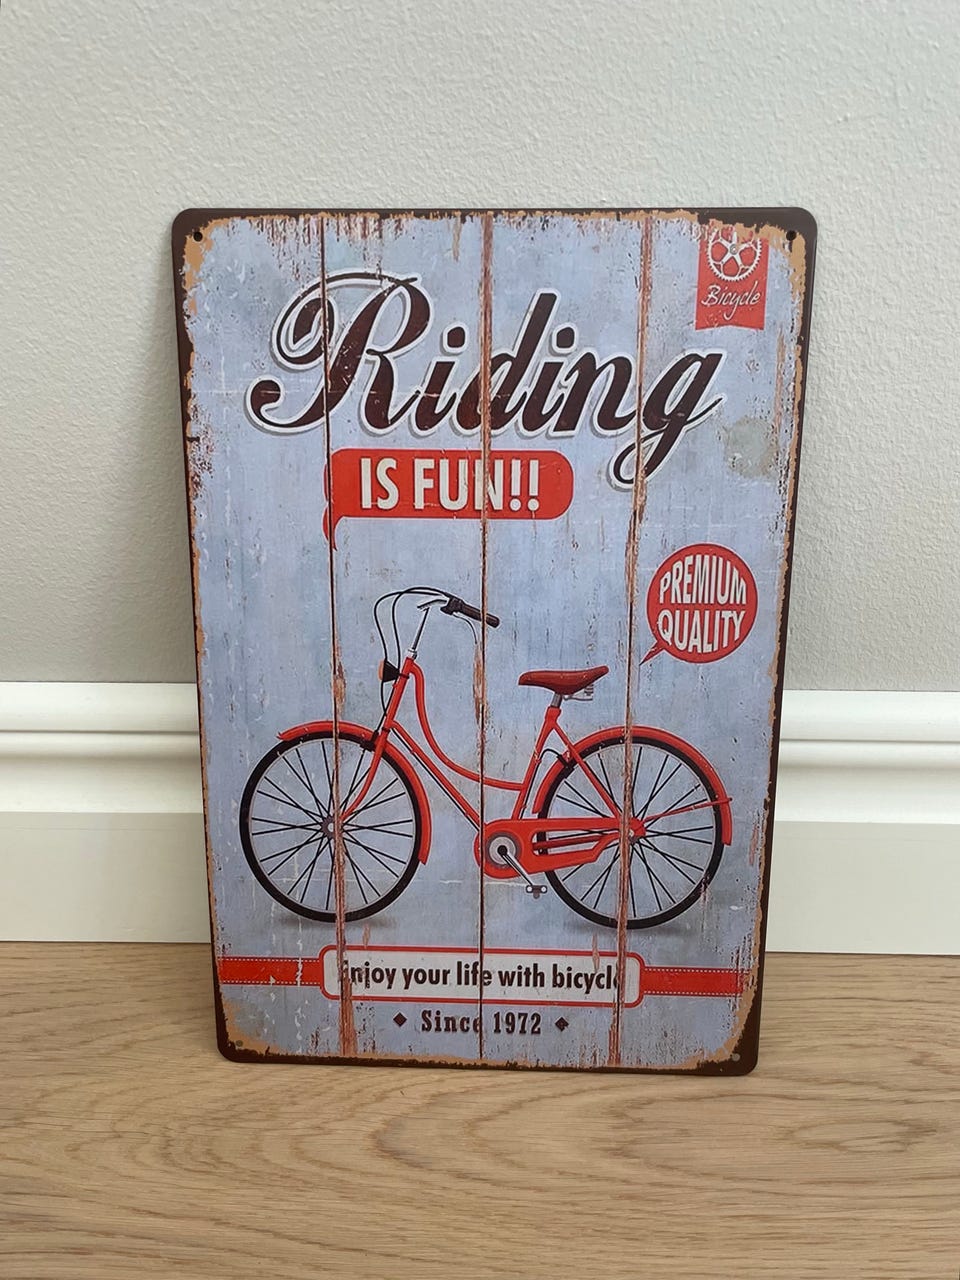 Bicycle
Riding
IS FUN!!
PREMIUM
QUALITY
Enjoy your life with bicycle
Since 1972